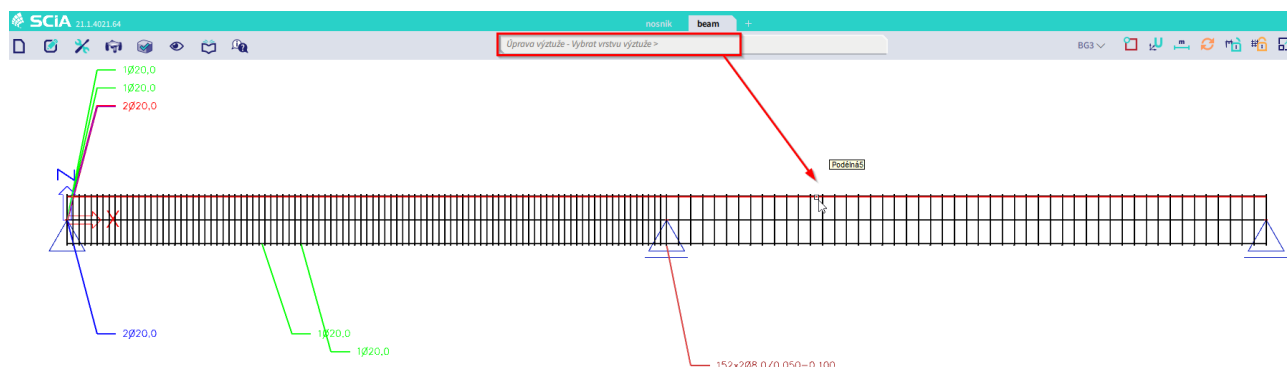 SCiA 21.1.4021.64
nosnik
beam
+
Úprava výztuže - Vybrat vrstvu výztuže >
BG3
1Ø20.0
1Ø20.0
2Ø20.0
Podélná5
Z
X
2Ø20.0
1Ø20.0
1Ø20.0
152x2Ø8.0/0.050-0.100